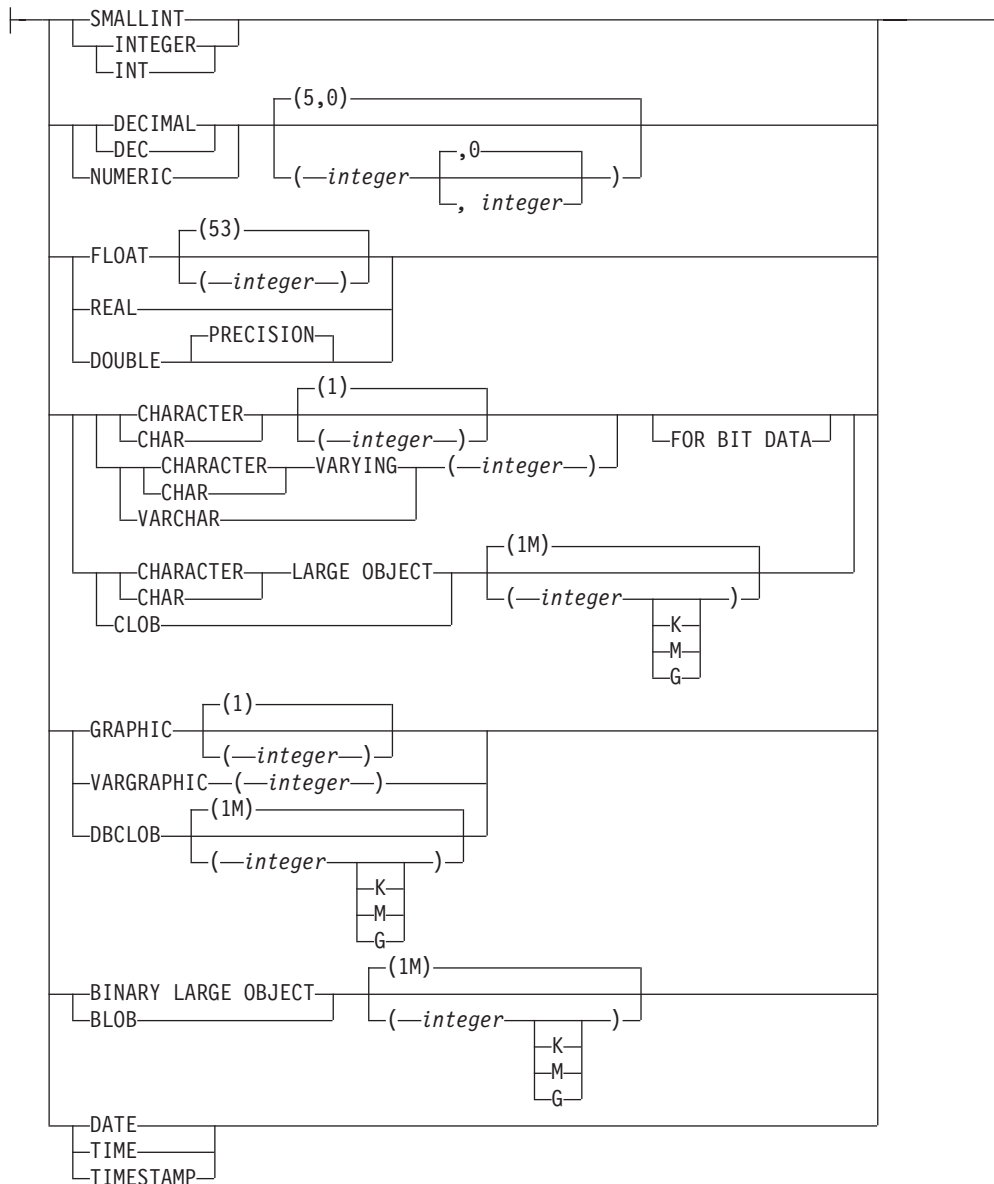 SMALLINT
INTEGER
INT
(5,0)
DECIMAL
DEC
,0
NUMERIC
( integer )
, integer
(53)
FLOAT
( integer )
REAL
PRECISION
DOUBLE
(1)
CHARACTER
CHAR
( integer )
FOR BIT DATA
CHARACTER VARYING ( integer )
CHAR
VARCHAR
(1M)
CHARACTER LARGE OBJECT
CHAR
( integer )
CLOB
K
M
G
(1)
GRAPHIC
( integer )
VARGRAPHIC ( integer )
(1M)
DBCLOB
( integer )
K
M
G
(1M)
BINARY LARGE OBJECT
BLOB
( integer )
K
M
G
DATE
TIME
TIMESTAMP